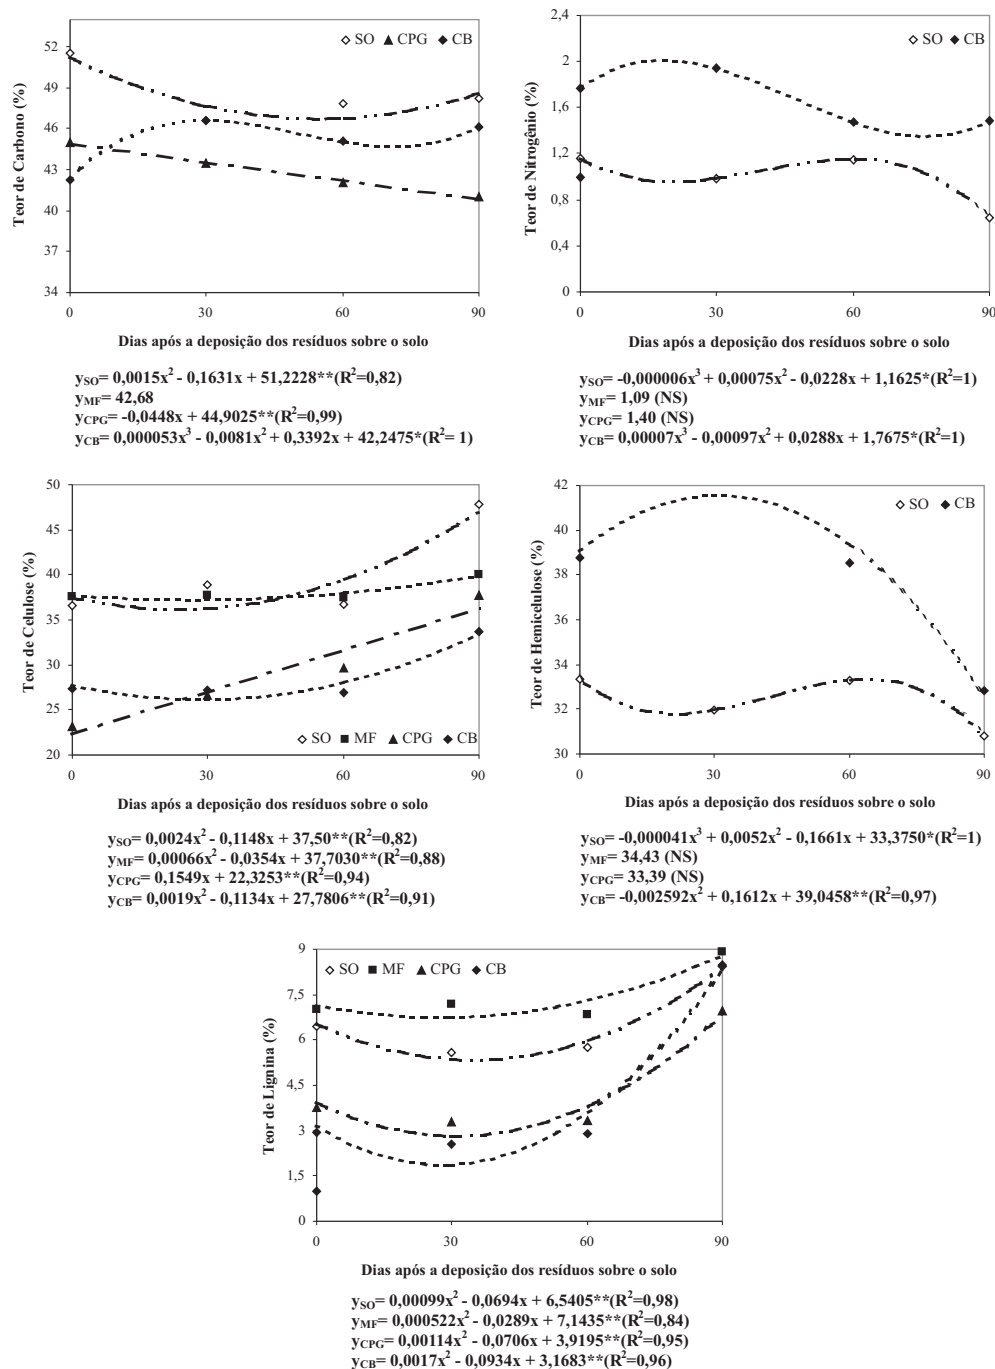 Teor de Carbono (%)
52
49
46
43
40
37
34
SO CPG CB
0 30 60 90
Dias após a deposição dos resíduos sobre o solo
ySO= 0,0015x² - 0,1631x + 51,2228**(R²=0,82)
yMF= 42,68
yCPG= -0,0448x + 44,9025**(R²=0,99)
yCB= 0,000053x³ - 0,0081x² + 0,3392x + 42,2475*(R²= 1)
Teor de Nitrogênio (%)
2,4
2
1,6
1,2
0,8
0,4
0
SO CB
0 30 60 90
Dias após a deposição dos resíduos sobre o solo
ySO= -0,000006x³ + 0,00075x² - 0,0228x + 1,1625*(R²=1)
yMF= 1,09 (NS)
yCPG= 1,40 (NS)
yCB= 0,00007x³ - 0,00097x² + 0,0288x + 1,7675*(R²=1)
Teor de Celulose (%)
50
45
40
35
30
25
20
SO MF CPG CB
0 30 60 90
Dias após a deposição dos resíduos sobre o solo
ySO= 0,0024x² - 0,1148x + 37,50**(R²=0,82)
yMF= 0,00066x² - 0,0354x + 37,7030**(R²=0,88)
yCPG= 0,1549x + 22,3253**(R²=0,94)
yCB= 0,0019x² - 0,1134x + 27,7806**(R²=0,91)
Teor de Hemicelulose (%)
42
40
38
36
34
32
30
SO CB
0 30 60 90
Dias após a deposição dos resíduos sobre o solo
ySO= -0,000041x³ + 0,0052x² - 0,1661x + 33,3750*(R²=1)
yMF= 34,43 (NS)
yCPG= 33,39 (NS)
yCB= -0,002592x² + 0,1612x + 39,0458**(R²=0,97)
Teor de Lignina (%)
9
7,5
6
4,5
3
1,5
0
SO MF CPG CB
0 30 60 90
Dias após a deposição dos resíduos sobre o solo
ySO= 0,00099x² - 0,0694x + 6,5405**(R²=0,98)
yMF= 0,000522x² - 0,0289x + 7,1435**(R²=0,84)
yCPG= 0,00114x² - 0,0706x + 3,9195**(R²=0,95)
yCB= 0,0017x² - 0,0934x + 3,1683**(R²=0,96)